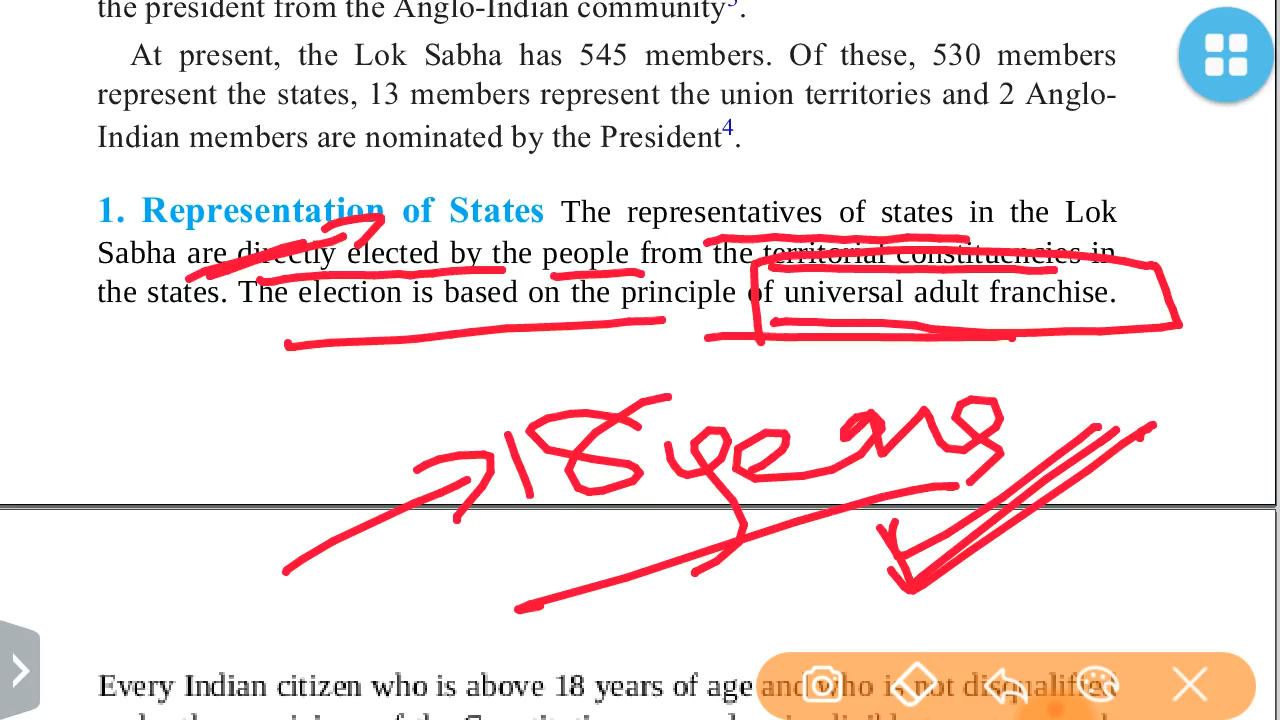 the president from the Anglo-Indian community³.
At present, the Lok Sabha has 545 members. Of these, 530 members
represent the states, 13 members represent the union territories and 2 Anglo-
Indian members are nominated by the President⁴.
1. Representation of States The representatives of states in the Lok
Sabha are directly elected by the people from the territorial constituencies in
the states. The election is based on the principle of universal adult franchise.
18 years
Every Indian citizen who is above 18 years of age and who is not disqualified